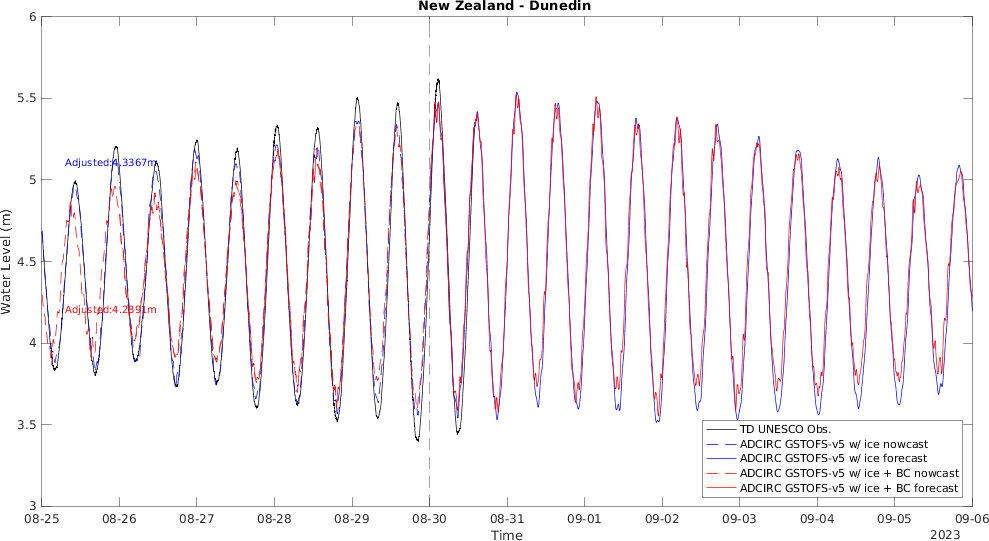 New Zealand - Dunedin
6
5.5
5
4.5
4
3.5
3
Water Level (m)
Adjusted:4.3367m
Adjusted:4.2391m
TD UNESCO Obs.
ADCIRC GSTOFS-v5 w/ ice nowcast
ADCIRC GSTOFS-v5 w/ ice forecast
ADCIRC GSTOFS-v5 w/ ice + BC nowcast
ADCIRC GSTOFS-v5 w/ ice + BC forecast
08-25 08-26 08-27 08-28 08-29 08-30 08-31 09-01 09-02 09-03 09-04 09-05 09-06
Time
2023